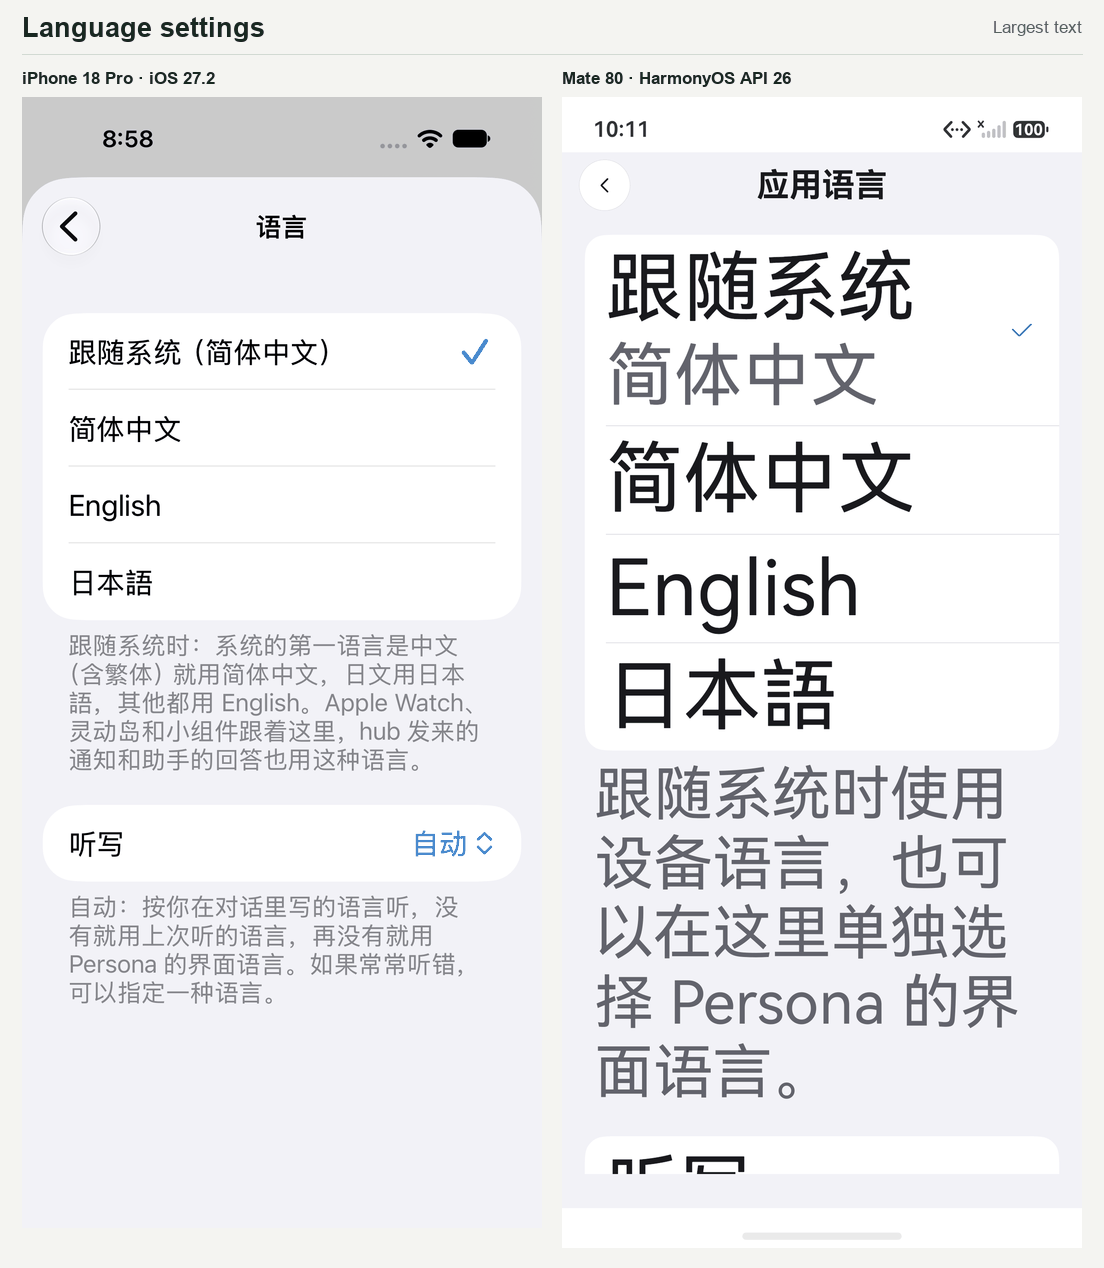 Language settings
Largest text
iPhone 18 Pro · iOS 27.2
8:58
语言
跟随系统（简体中文）
简体中文
English
日本語
跟随系统时：系统的第一语言是中文
（含繁体）就用简体中文，日文用日本
語，其他都用 English。Apple Watch、
灵动岛和小组件跟着这里，hub 发来的
通知和助手的回答也用这种语言。
听写
自动
自动：按你在对话里写的语言听，没
有就用上次听的语言，再没有就用
Persona 的界面语言。如果常常听错，
可以指定一种语言。
Mate 80 · HarmonyOS API 26
10:11
100
应用语言
跟随系统
简体中文
简体中文
English
日本語
跟随系统时使用
设备语言，也可
以在这里单独选
择 Persona 的界
面语言。